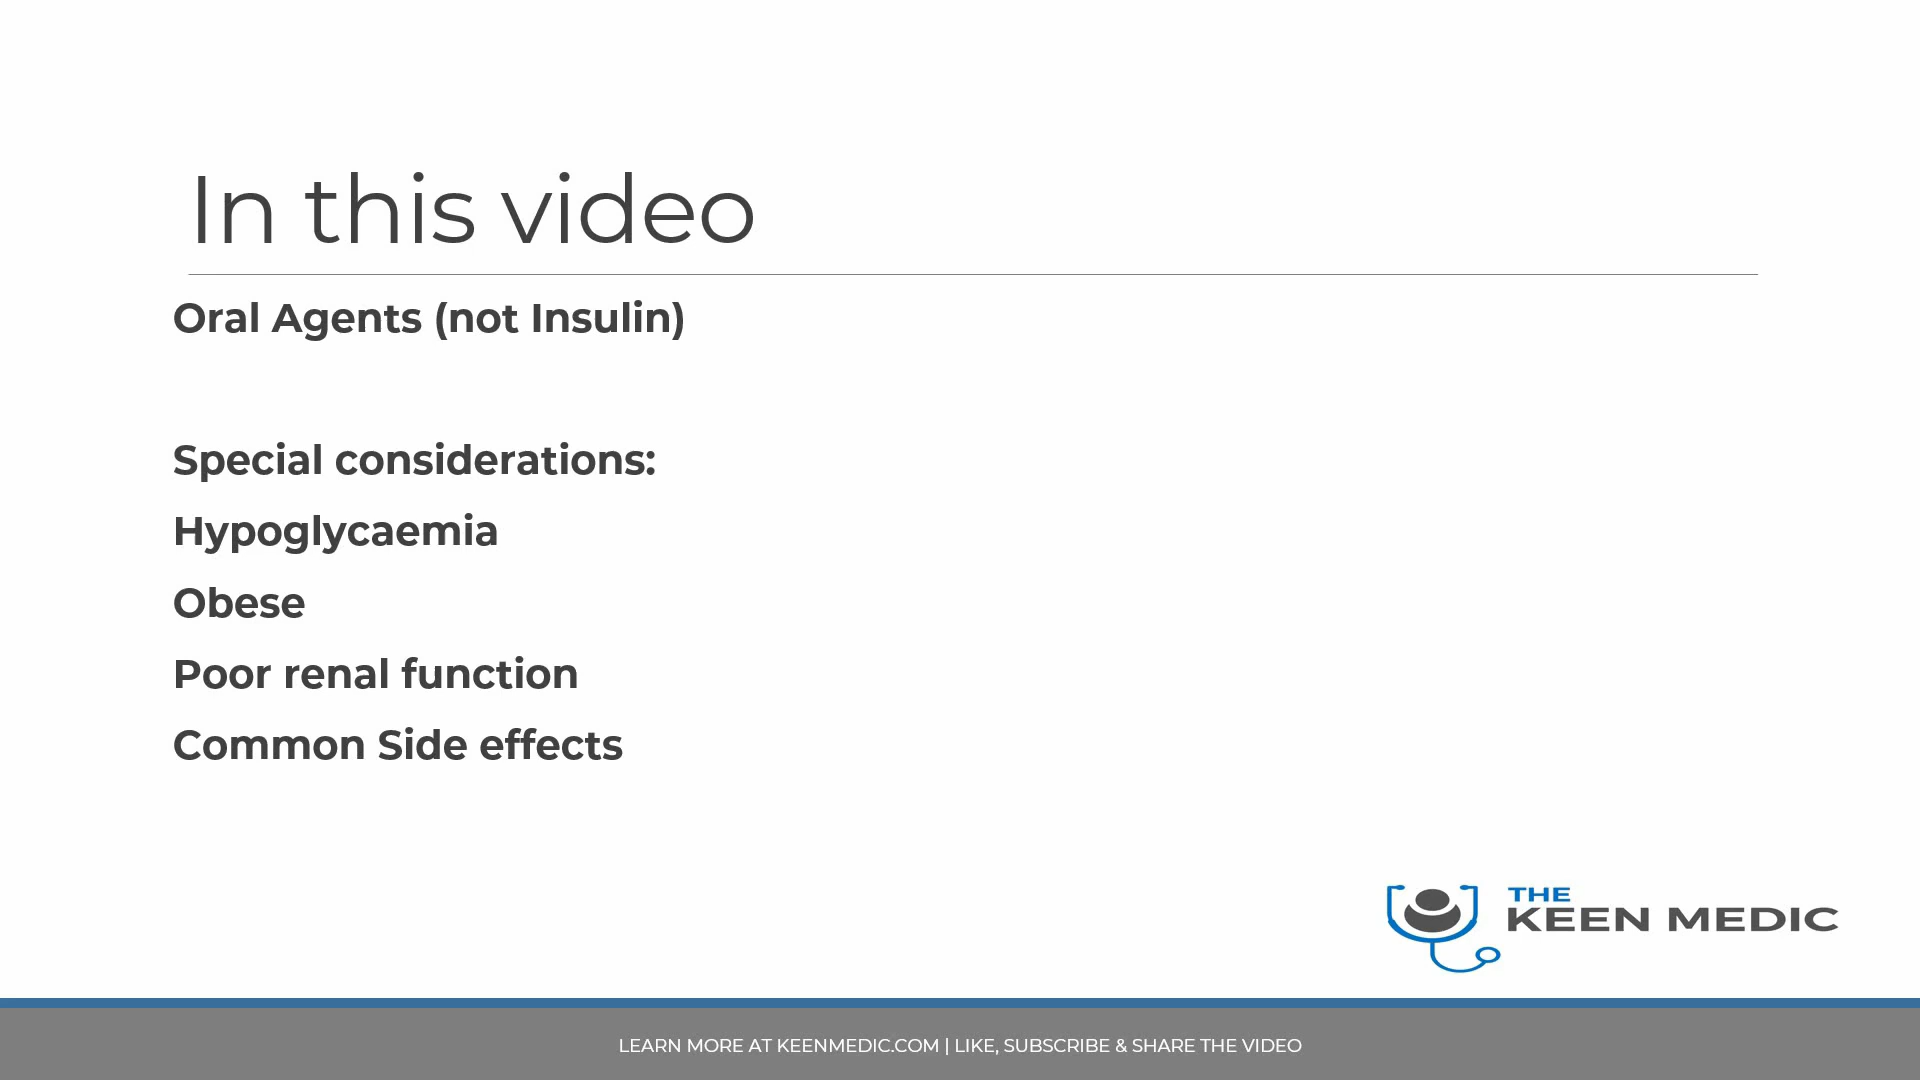 In this video
Oral Agents (not Insulin)
Special considerations:
Hypoglycaemia
Obese
Poor renal function
Common Side effects
THE
KEEN MEDIC
LEARN MORE AT KEENMEDIC.COM | LIKE, SUBSCRIBE & SHARE THE VIDEO